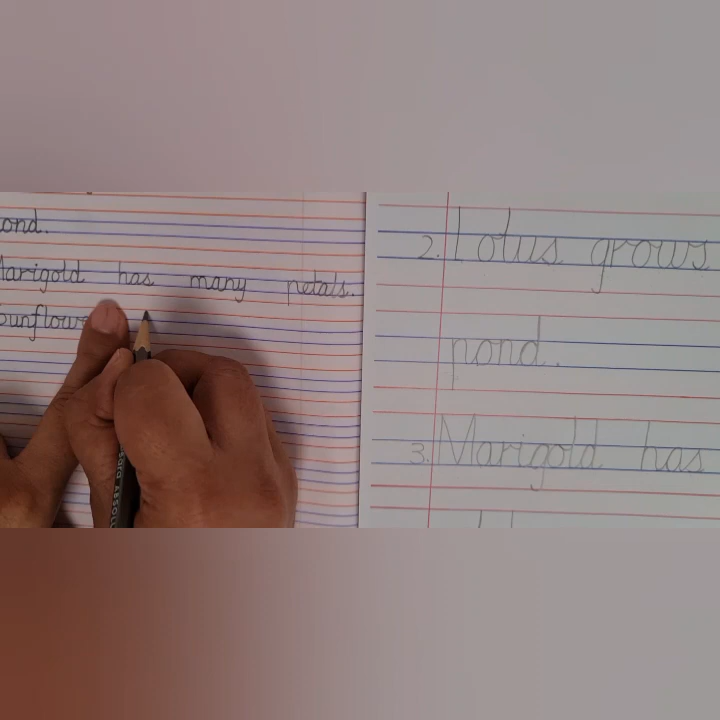 ond.
Marigold has many petals.
Sunflow
2. Lotus grows
pond.
3. Marigold has